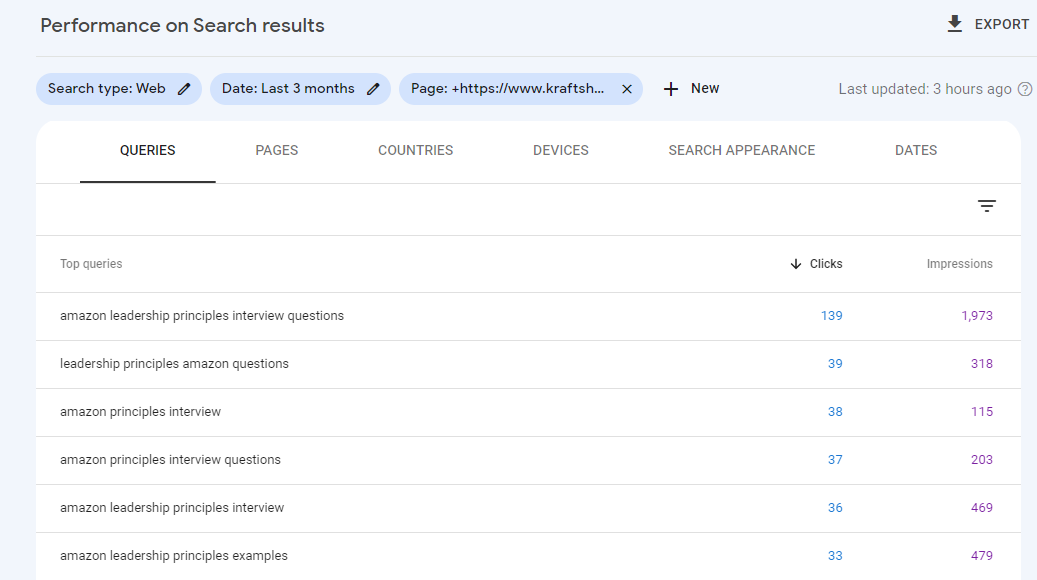 Performance on Search results
EXPORT
Search type: Web
Date: Last 3 months
Page: +https://www.kraftsh...
New
Last updated: 3 hours ago
QUERIES PAGES COUNTRIES DEVICES SEARCH APPEARANCE DATES
Top queries Clicks Impressions
amazon leadership principles interview questions 139 1,973
leadership principles amazon questions 39 318
amazon principles interview 38 115
amazon principles interview questions 37 203
amazon leadership principles interview 36 469
amazon leadership principles examples 33 479